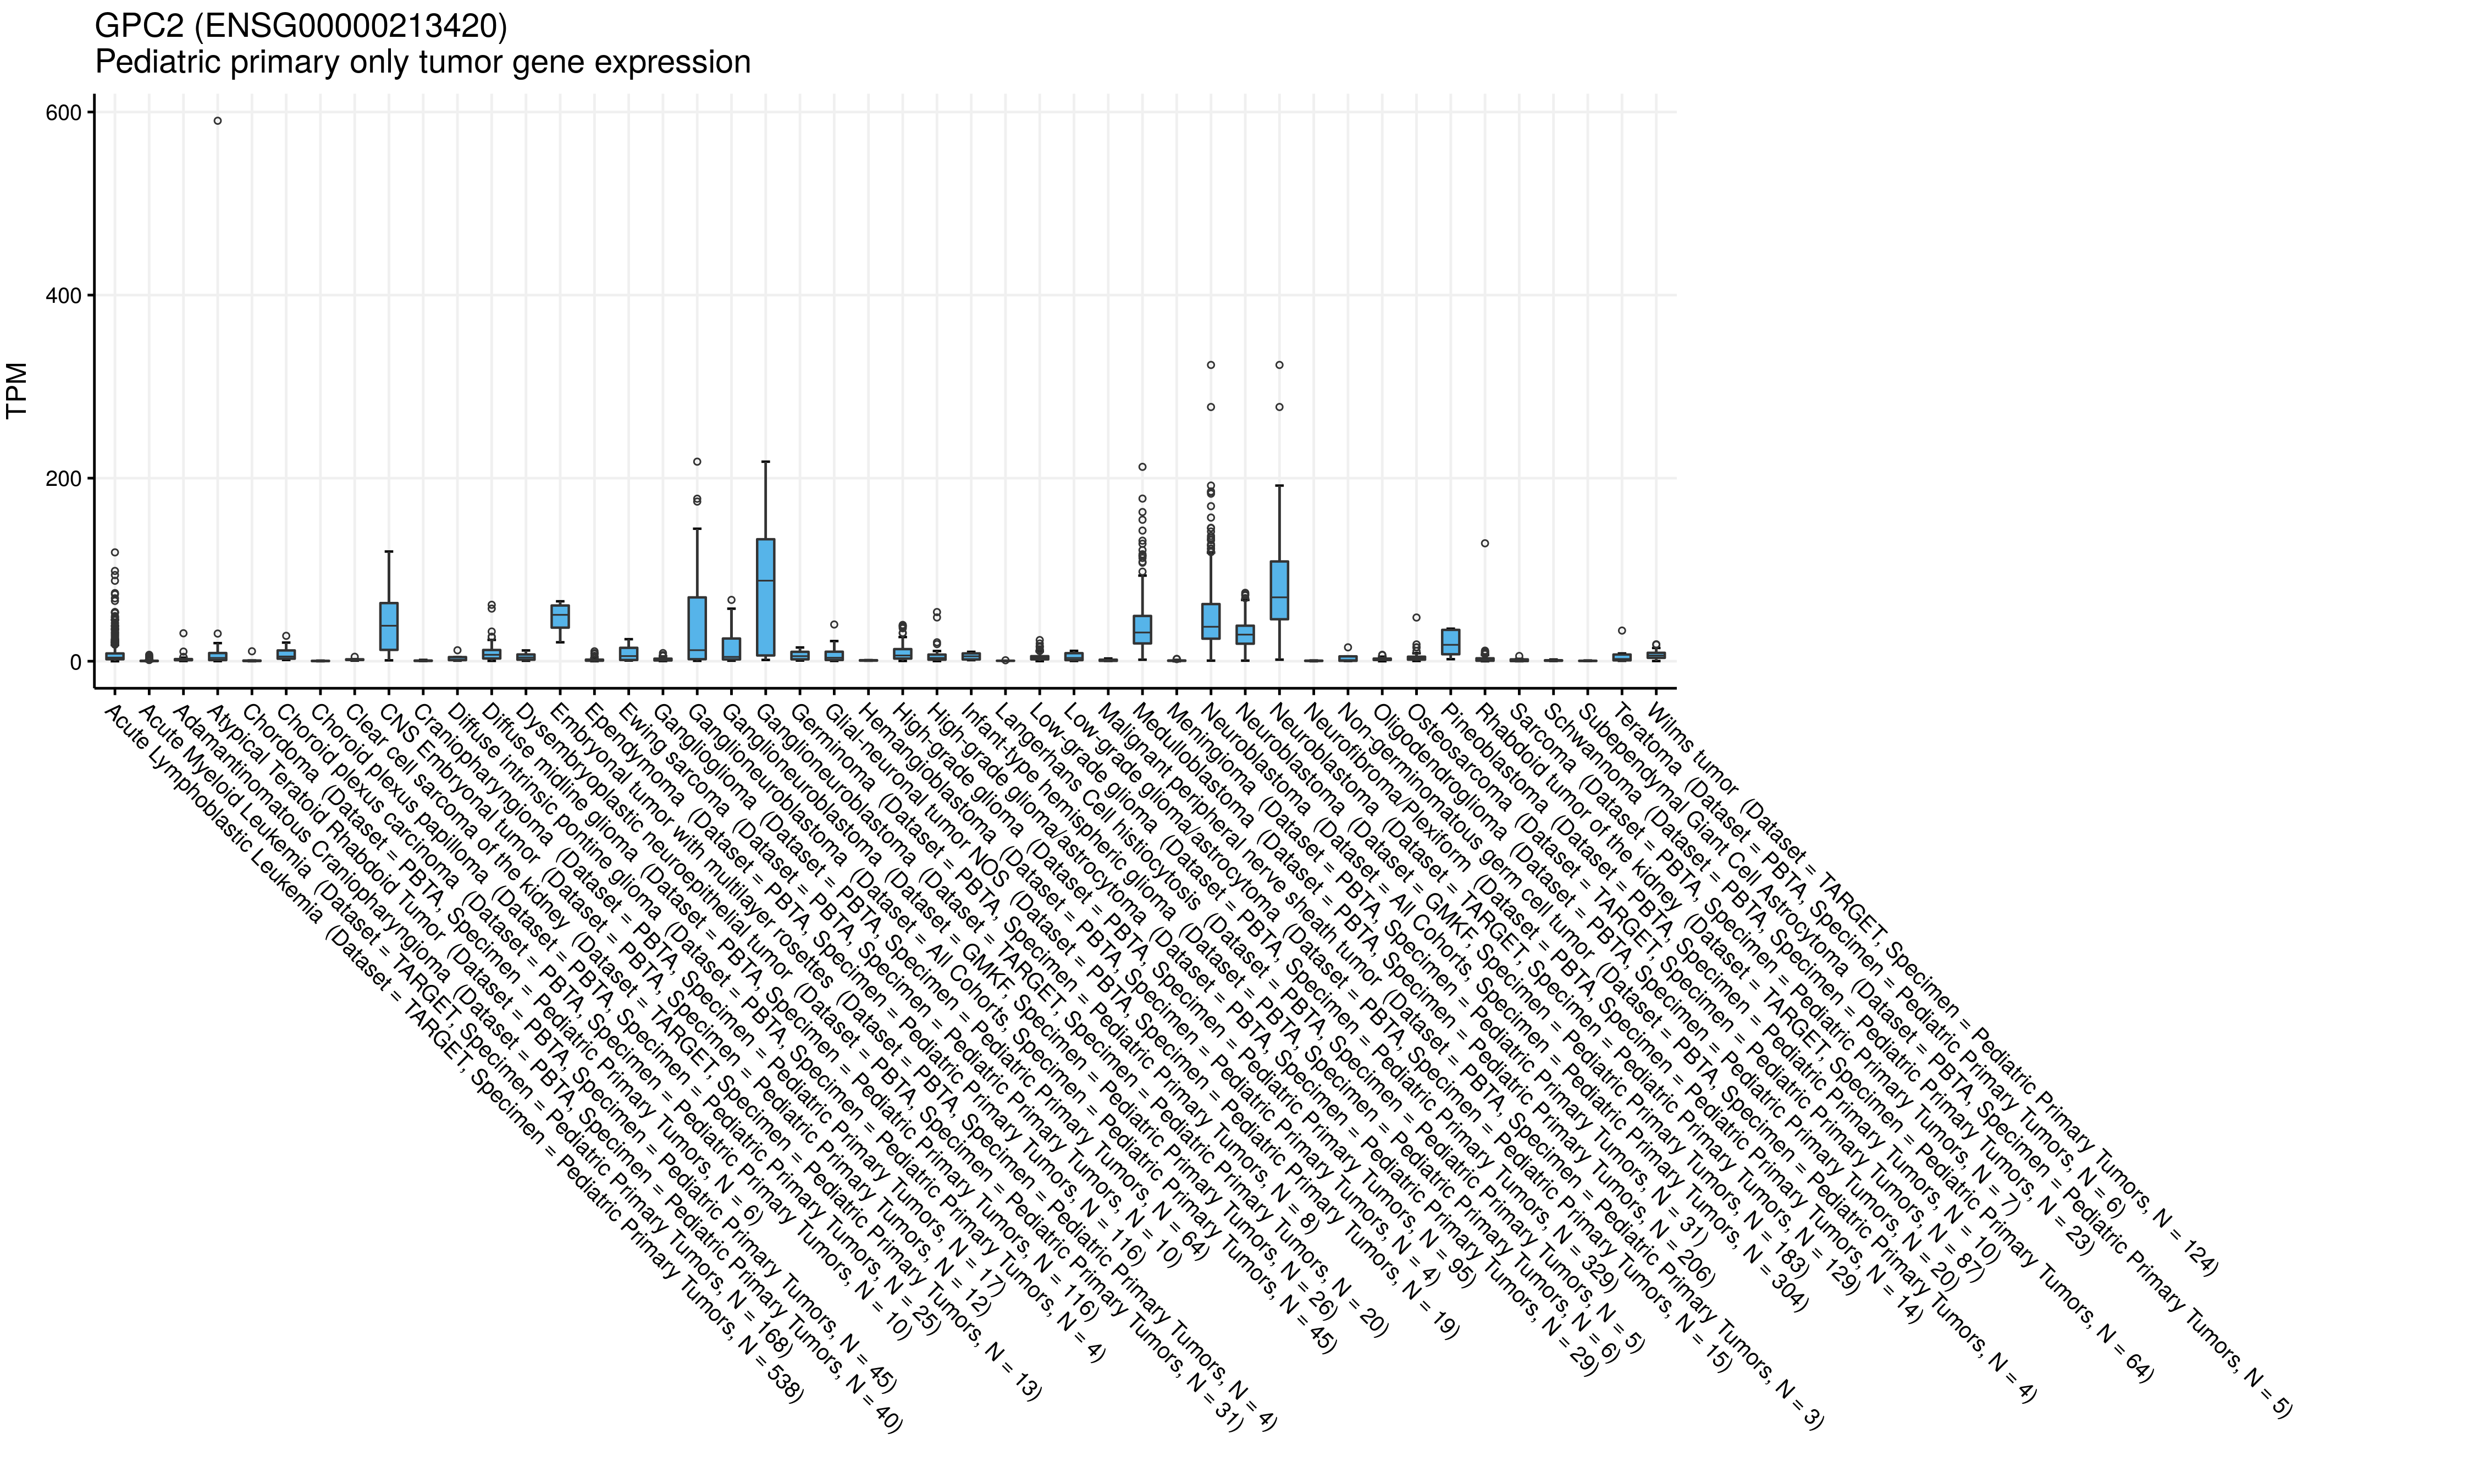 GPC2 (ENSG00000213420)
Pediatric primary only tumor gene expression
TPM
600
400
200
0
Acute Lymphoblastic Leukemia (Dataset = TARGET, Specimen = Pediatric Primary Tumors, N = 538)
Acute Myeloid Leukemia (Dataset = TARGET, Specimen = Pediatric Primary Tumors, N = 168)
Adamantinomatous Craniopharyngioma (Dataset = PBTA, Specimen = Pediatric Primary Tumors, N = 40)
Atypical Teratoid Rhabdoid Tumor (Dataset = PBTA, Specimen = Pediatric Primary Tumors, N = 45)
Chordoma (Dataset = PBTA, Specimen = Pediatric Primary Tumors, N = 6)
Choroid plexus carcinoma (Dataset = PBTA, Specimen = Pediatric Primary Tumors, N = 10)
Choroid plexus papilloma (Dataset = PBTA, Specimen = Pediatric Primary Tumors, N = 25)
Clear cell sarcoma of the kidney (Dataset = TARGET, Specimen = Pediatric Primary Tumors, N = 13)
CNS Embryonal tumor (Dataset = PBTA, Specimen = Pediatric Primary Tumors, N = 12)
Craniopharyngioma (Dataset = PBTA, Specimen = Pediatric Primary Tumors, N = 17)
Diffuse intrinsic pontine glioma (Dataset = PBTA, Specimen = Pediatric Primary Tumors, N = 4)
Diffuse midline glioma (Dataset = PBTA, Specimen = Pediatric Primary Tumors, N = 116)
Dysembryoplastic neuroepithelial tumor (Dataset = PBTA, Specimen = Pediatric Primary Tumors, N = 31)
Embryonal tumor with multilayer rosettes (Dataset = PBTA, Specimen = Pediatric Primary Tumors, N = 4)
Ependymoma (Dataset = PBTA, Specimen = Pediatric Primary Tumors, N = 116)
Ewing sarcoma (Dataset = PBTA, Specimen = Pediatric Primary Tumors, N = 10)
Ganglioglioma (Dataset = PBTA, Specimen = Pediatric Primary Tumors, N = 64)
Ganglioneuroblastoma (Dataset = All Cohorts, Specimen = Pediatric Primary Tumors, N = 45)
Ganglioneuroblastoma (Dataset = GMKF, Specimen = Pediatric Primary Tumors, N = 26)
Ganglioneuroblastoma (Dataset = TARGET, Specimen = Pediatric Primary Tumors, N = 20)
Germinoma (Dataset = PBTA, Specimen = Pediatric Primary Tumors, N = 8)
Glial-neuronal tumor NOS (Dataset = PBTA, Specimen = Pediatric Primary Tumors, N = 19)
Hemangioblastoma (Dataset = PBTA, Specimen = Pediatric Primary Tumors, N = 4)
High-grade glioma (Dataset = PBTA, Specimen = Pediatric Primary Tumors, N = 95)
High-grade glioma/astrocytoma (Dataset = PBTA, Specimen = Pediatric Primary Tumors, N = 29)
Infant-type hemispheric glioma (Dataset = PBTA, Specimen = Pediatric Primary Tumors, N = 6)
Langerhans Cell histiocytosis (Dataset = PBTA, Specimen = Pediatric Primary Tumors, N = 5)
Low-grade glioma (Dataset = PBTA, Specimen = Pediatric Primary Tumors, N = 329)
Low-grade glioma/astrocytoma (Dataset = PBTA, Specimen = Pediatric Primary Tumors, N = 15)
Malignant peripheral nerve sheath tumor (Dataset = PBTA, Specimen = Pediatric Primary Tumors, N = 3)
Medulloblastoma (Dataset = PBTA, Specimen = Pediatric Primary Tumors, N = 206)
Meningioma (Dataset = PBTA, Specimen = Pediatric Primary Tumors, N = 31)
Neuroblastoma (Dataset = All Cohorts, Specimen = Pediatric Primary Tumors, N = 304)
Neuroblastoma (Dataset = GMKF, Specimen = Pediatric Primary Tumors, N = 183)
Neuroblastoma (Dataset = TARGET, Specimen = Pediatric Primary Tumors, N = 129)
Neurofibroma/Plexiform (Dataset = PBTA, Specimen = Pediatric Primary Tumors, N = 14)
Non-germinomatous germ cell tumor (Dataset = PBTA, Specimen = Pediatric Primary Tumors, N = 4)
Oligodendroglioma (Dataset = PBTA, Specimen = Pediatric Primary Tumors, N = 20)
Osteosarcoma (Dataset = TARGET, Specimen = Pediatric Primary Tumors, N = 87)
Pineoblastoma (Dataset = PBTA, Specimen = Pediatric Primary Tumors, N = 10)
Rhabdoid tumor of the kidney (Dataset = TARGET, Specimen = Pediatric Primary Tumors, N = 64)
Sarcoma (Dataset = PBTA, Specimen = Pediatric Primary Tumors, N = 7)
Schwannoma (Dataset = PBTA, Specimen = Pediatric Primary Tumors, N = 23)
Subependymal Giant Cell Astrocytoma (Dataset = PBTA, Specimen = Pediatric Primary Tumors, N = 5)
Teratoma (Dataset = PBTA, Specimen = Pediatric Primary Tumors, N = 6)
Wilms tumor (Dataset = TARGET, Specimen = Pediatric Primary Tumors, N = 124)